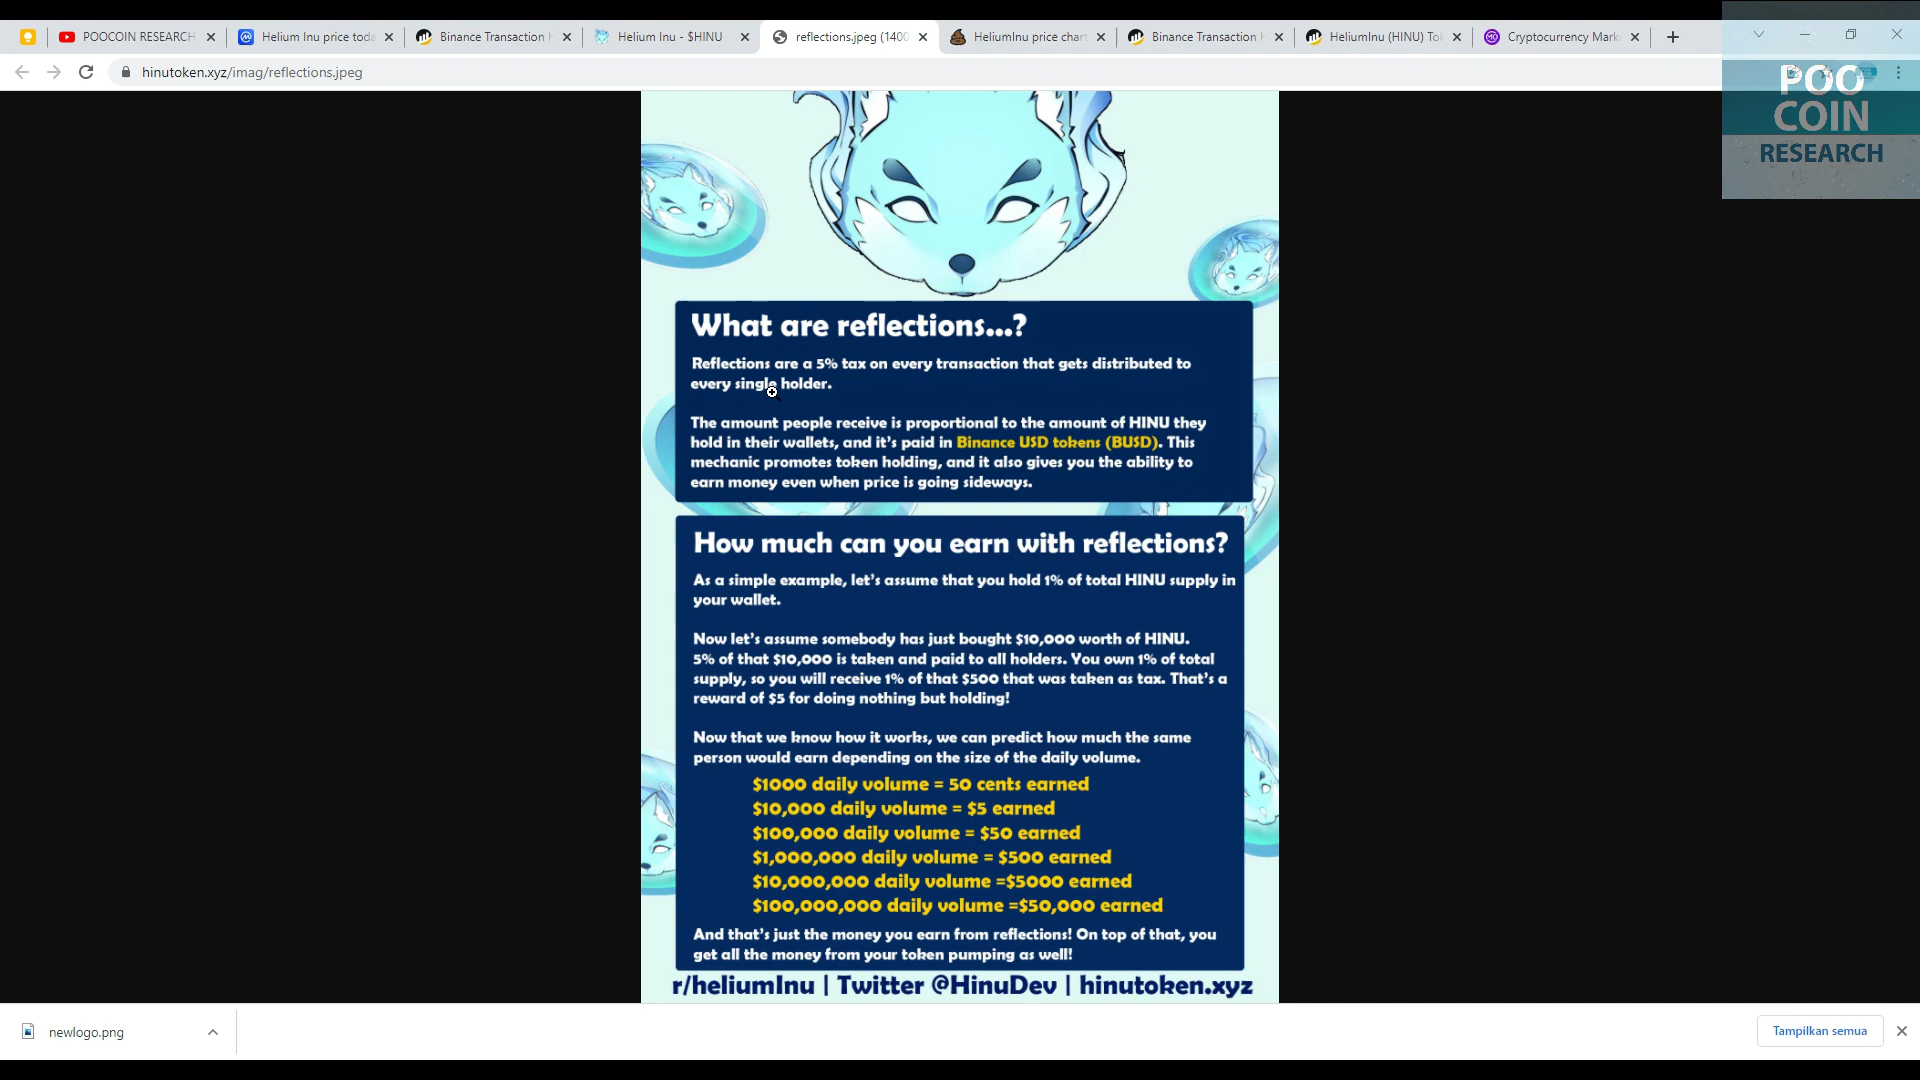 POOCOIN RESEARCH
Helium Inu price toda
Binance Transaction H
Helium Inu - $HINU
reflections.jpeg (1400
HeliumInu price chart
Binance Transaction H
HeliumInu (HINU) Tok
Cryptocurrency Mark
hinutoken.xyz/imag/reflections.jpeg
POO
COIN
RESEARCH
What are reflections...?
Reflections are a 5% tax on every transaction that gets distributed to
every single holder.
The amount people receive is proportional to the amount of HINU they
hold in their wallets, and it's paid in Binance USD tokens (BUSD). This
mechanic promotes token holding, and it also gives you the ability to
earn money even when price is going sideways.
How much can you earn with reflections?
As a simple example, let's assume that you hold 1% of total HINU supply in
your wallet.
Now let's assume somebody has just bought $10,000 worth of HINU.
5% of that $10,000 is taken and paid to all holders. You own 1% of total
supply, so you will receive 1% of that $500 that was taken as tax. That's a
reward of $5 for doing nothing but holding!
Now that we know how it works, we can predict how much the same
person would earn depending on the size of the daily volume.
$1000 daily volume = 50 cents earned
$10,000 daily volume = $5 earned
$100,000 daily volume = $50 earned
$1,000,000 daily volume = $500 earned
$10,000,000 daily volume =$5000 earned
$100,000,000 daily volume =$50,000 earned
And that's just the money you earn from reflections! On top of that, you
get all the money from your token pumping as well!
r/heliumInu | Twitter @HinuDev | hinutoken.xyz
newlogo.png
Tampilkan semua